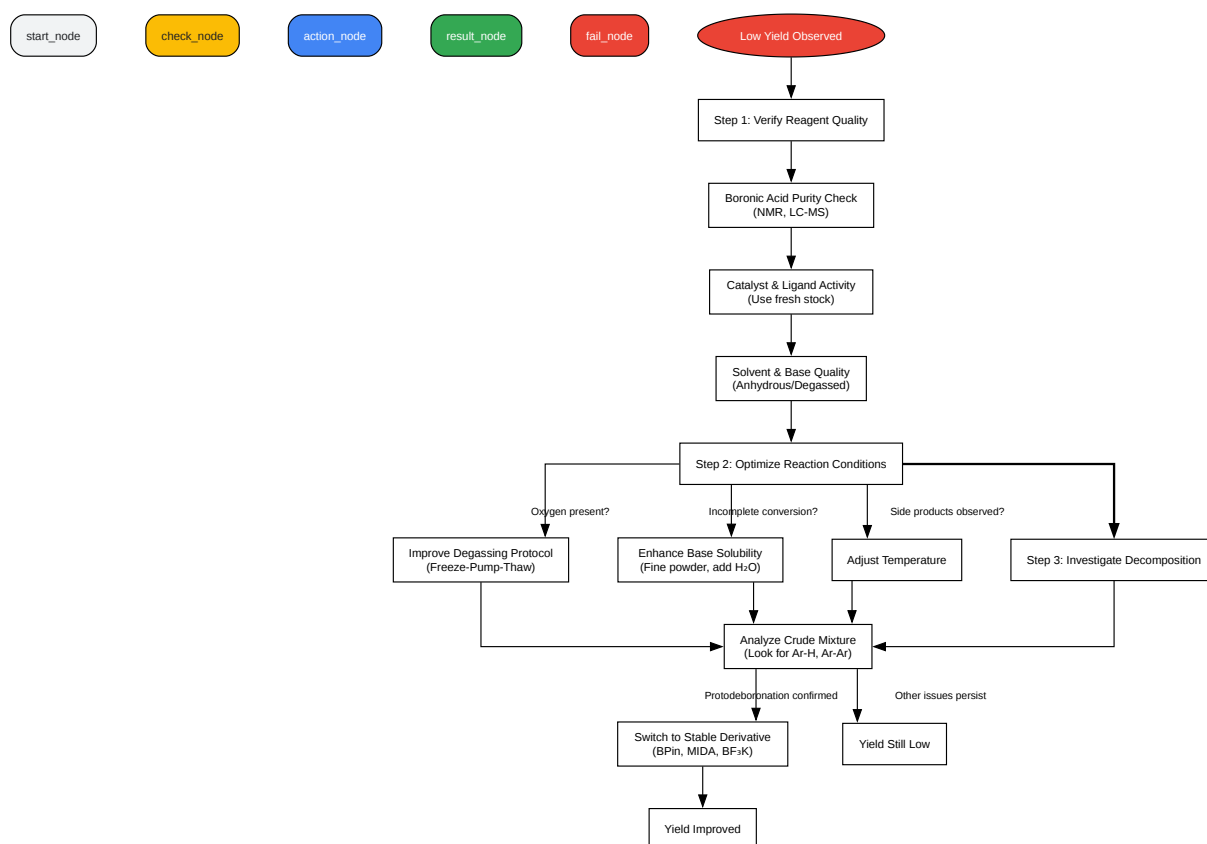 start_node
check_node
action_node
result_node
fail_node
Low Yield Observed
Step 1: Verify Reagent Quality
Boronic Acid Purity Check
(NMR, LC-MS)
Catalyst & Ligand Activity
(Use fresh stock)
Solvent & Base Quality
(Anhydrous/Degassed)
Step 2: Optimize Reaction Conditions
Oxygen present?
Incomplete conversion?
Side products observed?
Improve Degassing Protocol
(Freeze-Pump-Thaw)
Enhance Base Solubility
(Fine powder, add H₂O)
Adjust Temperature
Step 3: Investigate Decomposition
Analyze Crude Mixture
(Look for Ar-H, Ar-Ar)
Protodeboronation confirmed
Other issues persist
Switch to Stable Derivative
(BPin, MIDA, BF₃K)
Yield Still Low
Yield Improved